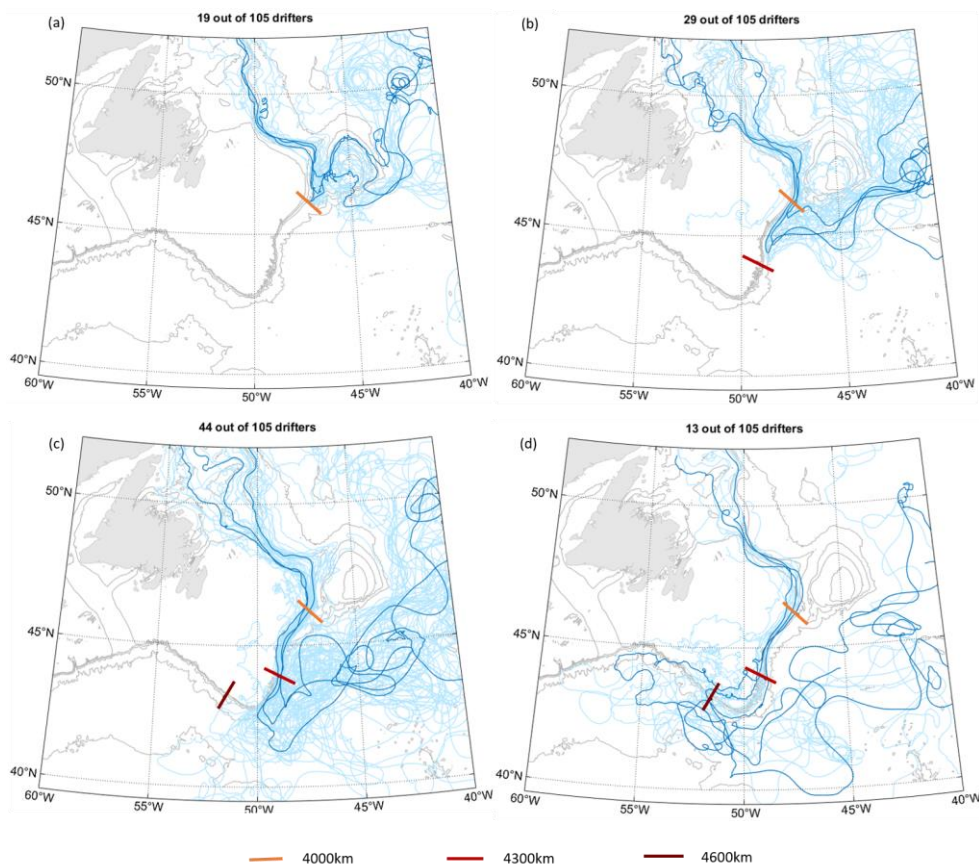 (a)
19 out of 105 drifters
50°N
45°N
40°N
60°W
55°W
50°W
45°W
40°W
(b)
29 out of 105 drifters
50°N
45°N
40°N
60°W
55°W
50°W
45°W
40°W
(c)
44 out of 105 drifters
50°N
45°N
40°N
60°W
55°W
50°W
45°W
40°W
(d)
13 out of 105 drifters
50°N
45°N
40°N
60°W
55°W
50°W
45°W
40°W
4000km 4300km 4600km